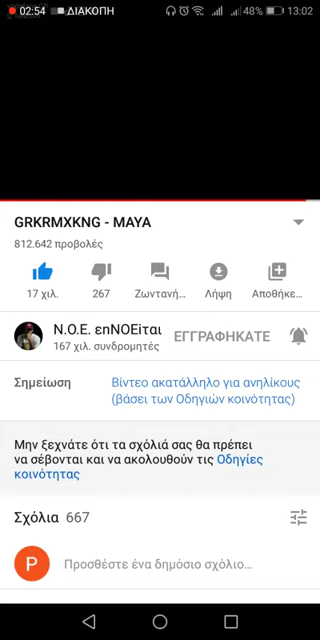 02:54 ΔΙΑΚΟΠΗ 48% 13:02
GRKRMXKNG - MAYA
812.642 προβολές
17 χιλ. 267 Ζωντανή... Λήψη Αποθήκε...
N.O.E. εnNOEιται
167 χιλ. συνδρομητές
ΕΓΓΡΑΦΗΚΑΤΕ
Σημείωση
Βίντεο ακατάλληλο για ανηλίκους
(βάσει των Οδηγιών κοινότητας)
Μην ξεχνάτε ότι τα σχόλιά σας θα πρέπει
να σέβονται και να ακολουθούν τις Οδηγίες
κοινότητας
Σχόλια 667
P Προσθέστε ένα δημόσιο σχόλιο...